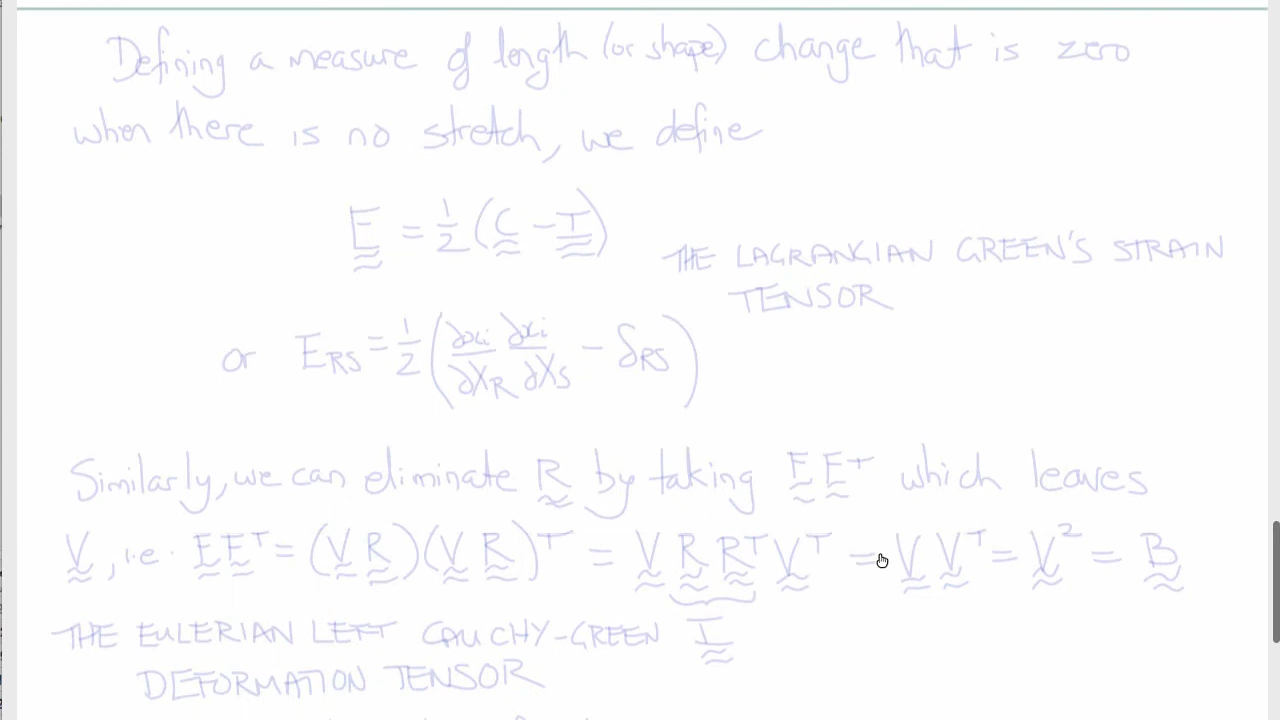 Defining a measure of length (or shape) change that is zero
when there is no stretch, we define
E = 1/2 (C - I)
THE LAGRANGIAN GREEN'S STRAIN
TENSOR
or E_RS = 1/2 (∂x_i/∂X_R ∂x_i/∂X_S - δ_RS)
Similarly, we can eliminate R by taking F F^T which leaves
V, i.e. F F^T = (V R)(V R)^T = V R R^T V^T = V V^T = V^2 = B
THE EULERIAN LEFT CAUCHY-GREEN I
DEFORMATION TENSOR